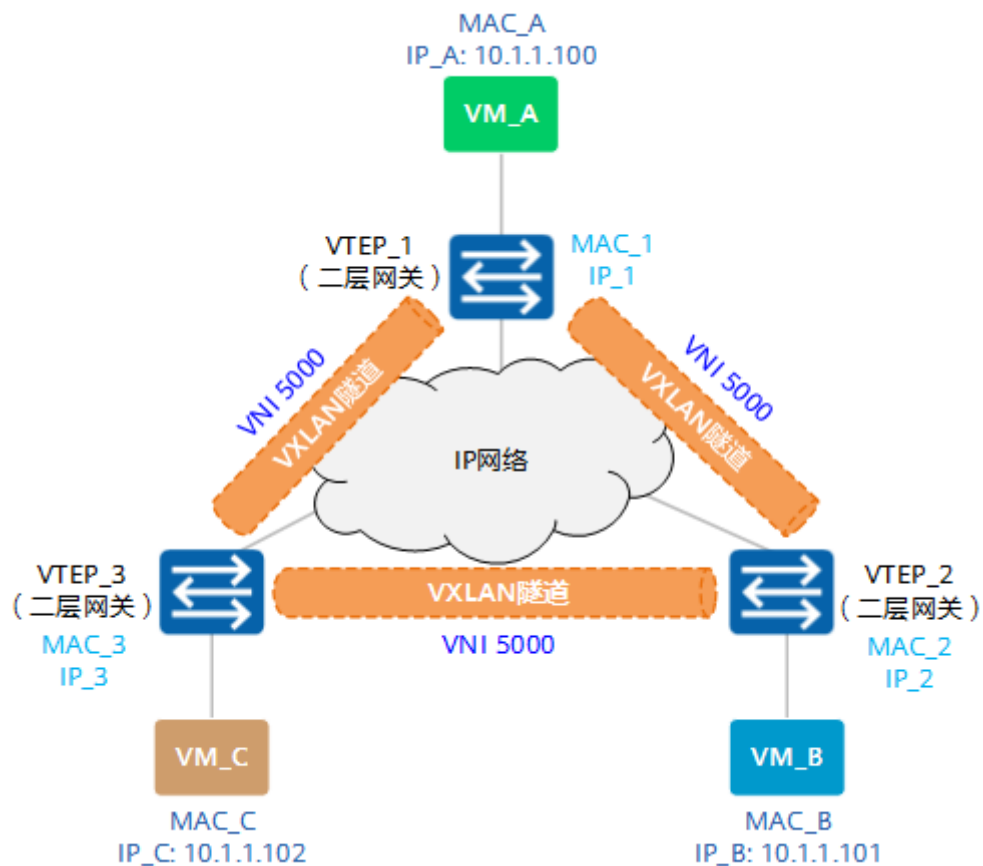 MAC_A
IP_A: 10.1.1.100
VM_A
VTEP_1
（二层网关）
MAC_1
IP_1
VNI 5000
VXLAN隧道
VNI 5000
VXLAN隧道
IP网络
VTEP_3
（二层网关）
MAC_3
IP_3
VXLAN隧道
VNI 5000
VTEP_2
（二层网关）
MAC_2
IP_2
VM_C
MAC_C
IP_C: 10.1.1.102
VM_B
MAC_B
IP_B: 10.1.1.101